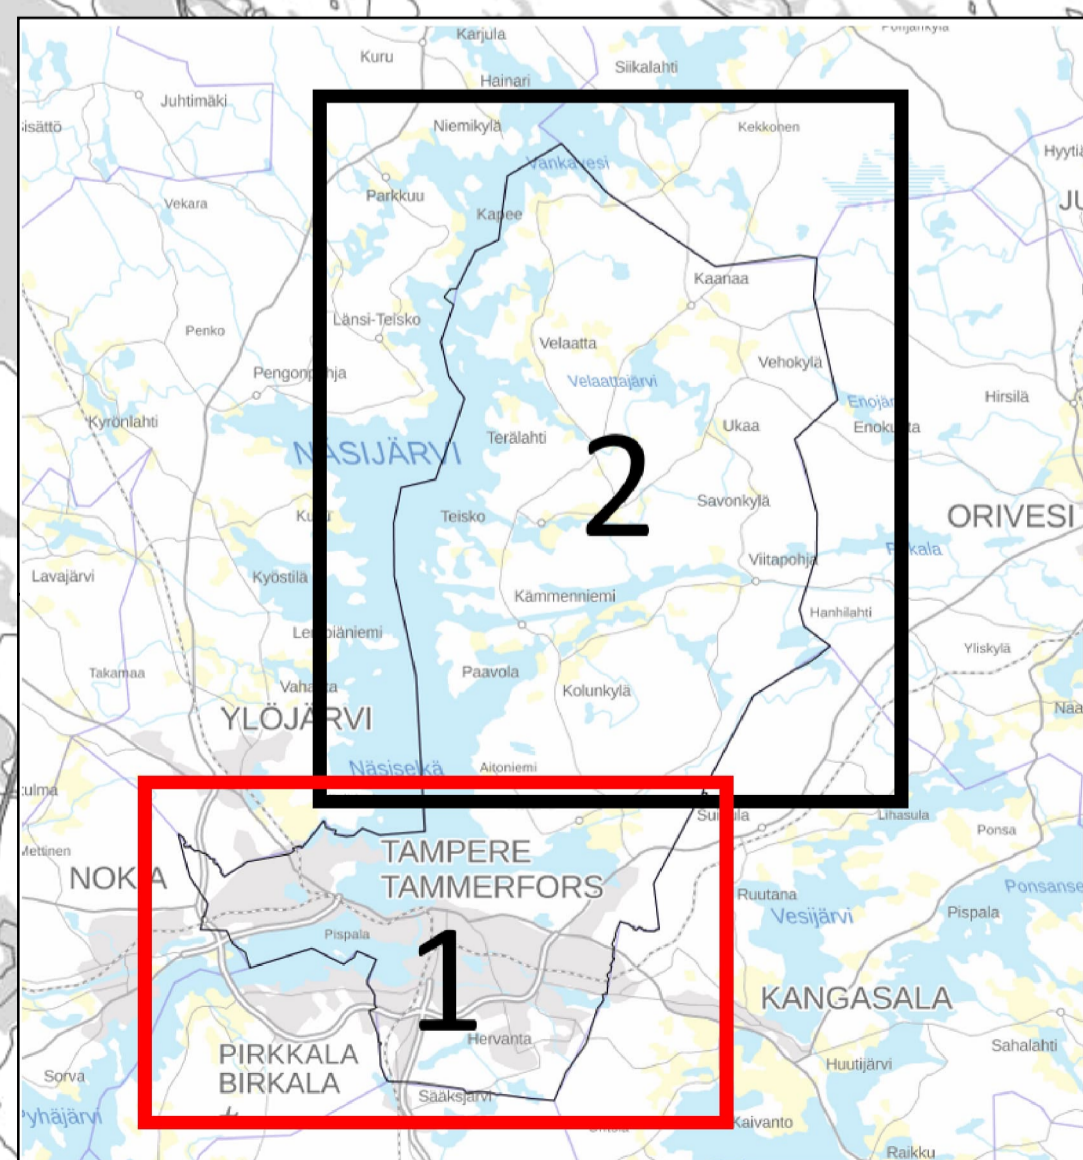 Karjula
Kuru
Siikalahti
Hainari
Juhtimäki
Niemikylä
Kekkonen
Vankavesi
Parkkuu
Vekara
Kapee
Kaanaa
Länsi-Teisko
Penko
Velaatta
Vehokylä
Velaattajärvi
Hirsilä
Kyrönlahti
Ukaa
Terälahti
NÄSIJÄRVI
2
Savonkylä
Teisko
ORIVESI
Viitapohja
Lavajärvi
Kyöstilä
Kämmenniemi
Hanhilahti
Yliskylä
Takamaa
Paavola
Kolunkylä
YLÖJÄRVI
Näsiselkä
Aitoniemi
Lihasula
Ponsa
TAMPERE
TAMMERFORS
NOKIA
Ruutana
Vesijärvi
Pispala
Pispala
1
KANGASALA
Hervanta
Sahalahti
PIRKKALA
BIRKALA
Huutijärvi
Sorva
Sääksjärvi
Kaivanto
Raikku